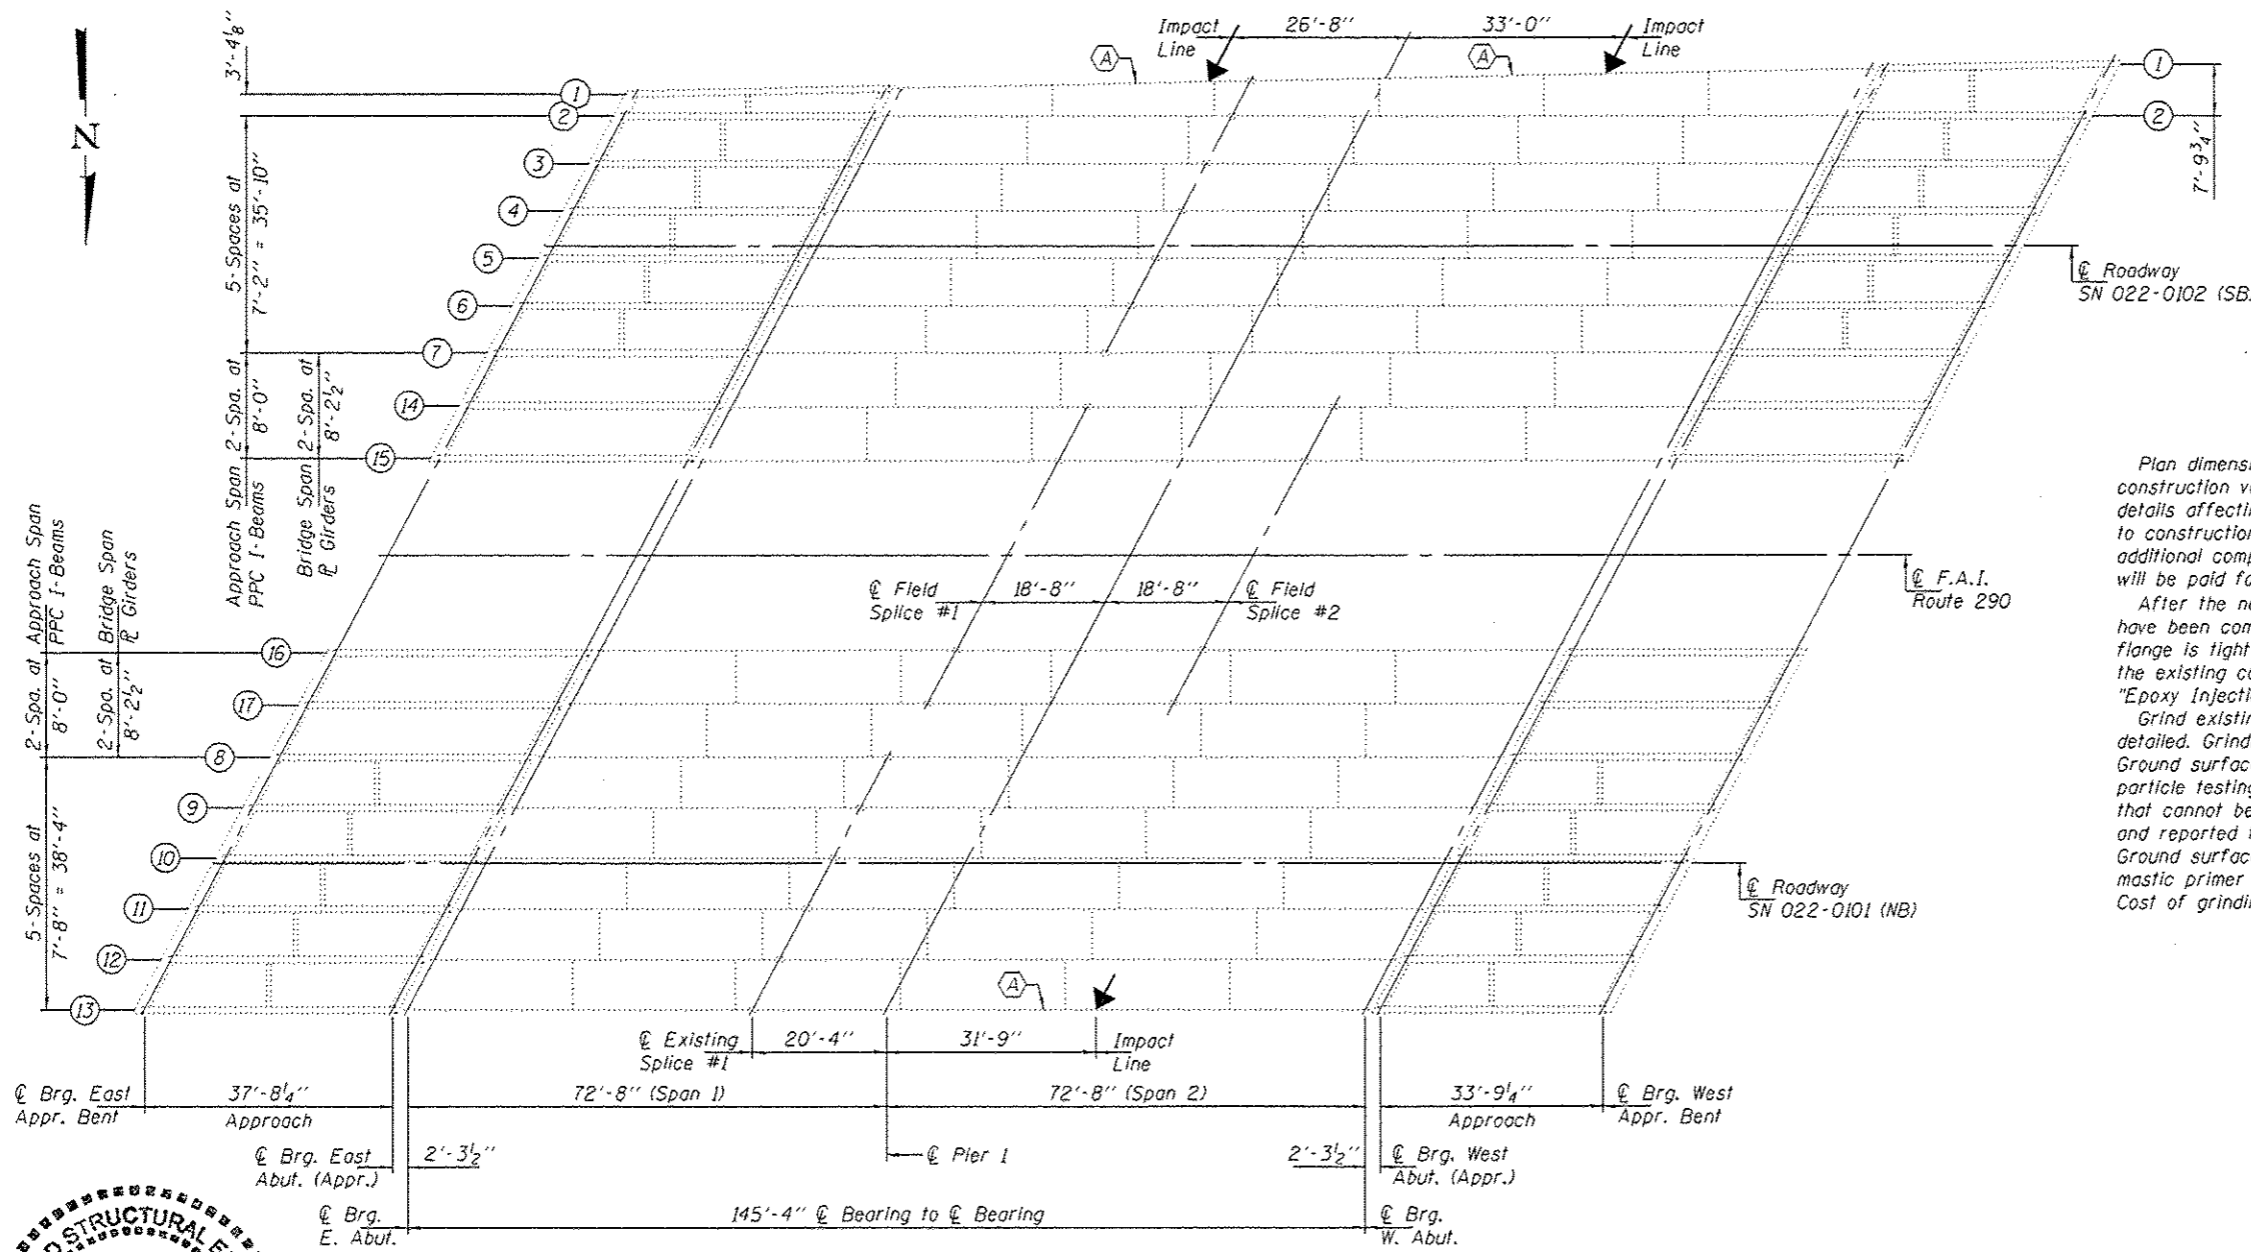 Impact
Line
26'-8''
33'-0''
Impact
Line
A
A
3'-4⅛''
N
1
2
3
4
5
6
7
14
15
1
2
7'-9¾''
5-Spaces at
7'-2'' = 35'-10''
2-Spa. at
8'-0''
2-Spa. at
8'-2½''
Approach Span
PPC I-Beams
Bridge Span
℄ Roadway
SN 022-0102 (SB
P Girders
2-Spa. at Approach Span
8'-0'' PPC I-Beams
2-Spa. at Bridge Span
8'-2½'' P Girders
℄ Field
Splice #1
18'-8''
18'-8''
℄ Field
Splice #2
℄ F.A.I.
Route 290
16
17
8
9
10
11
12
13
5-Spaces at
7'-8'' = 38'-4''
℄ Roadway
SN 022-0101 (NB)
A
℄ Existing
Splice #1
20'-4''
31'-9''
Impact
Line
℄ Brg. East
Appr. Bent
37'-8¼''
Approach
72'-8'' (Span 1)
72'-8'' (Span 2)
33'-9¼''
Approach
℄ Brg. West
Appr. Bent
℄ Brg. East
Abut. (Appr.)
2'-3½''
℄ Pier 1
2'-3½''
℄ Brg. West
Abut. (Appr.)
℄ Brg.
E. Abut.
145'-4'' ℄ Bearing to ℄ Bearing
℄ Brg.
W. Abut.
Plan dimens
construction v
details affecti
to construction
additional comp
will be paid fo
After the ne
have been com
flange is tight
the existing co
"Epoxy Injecti
Grind existin
detailed. Grind
Ground surfac
particle testing
that cannot be
and reported t
Ground surfac
mastic primer
Cost of grindi
D STRUCTURAL E